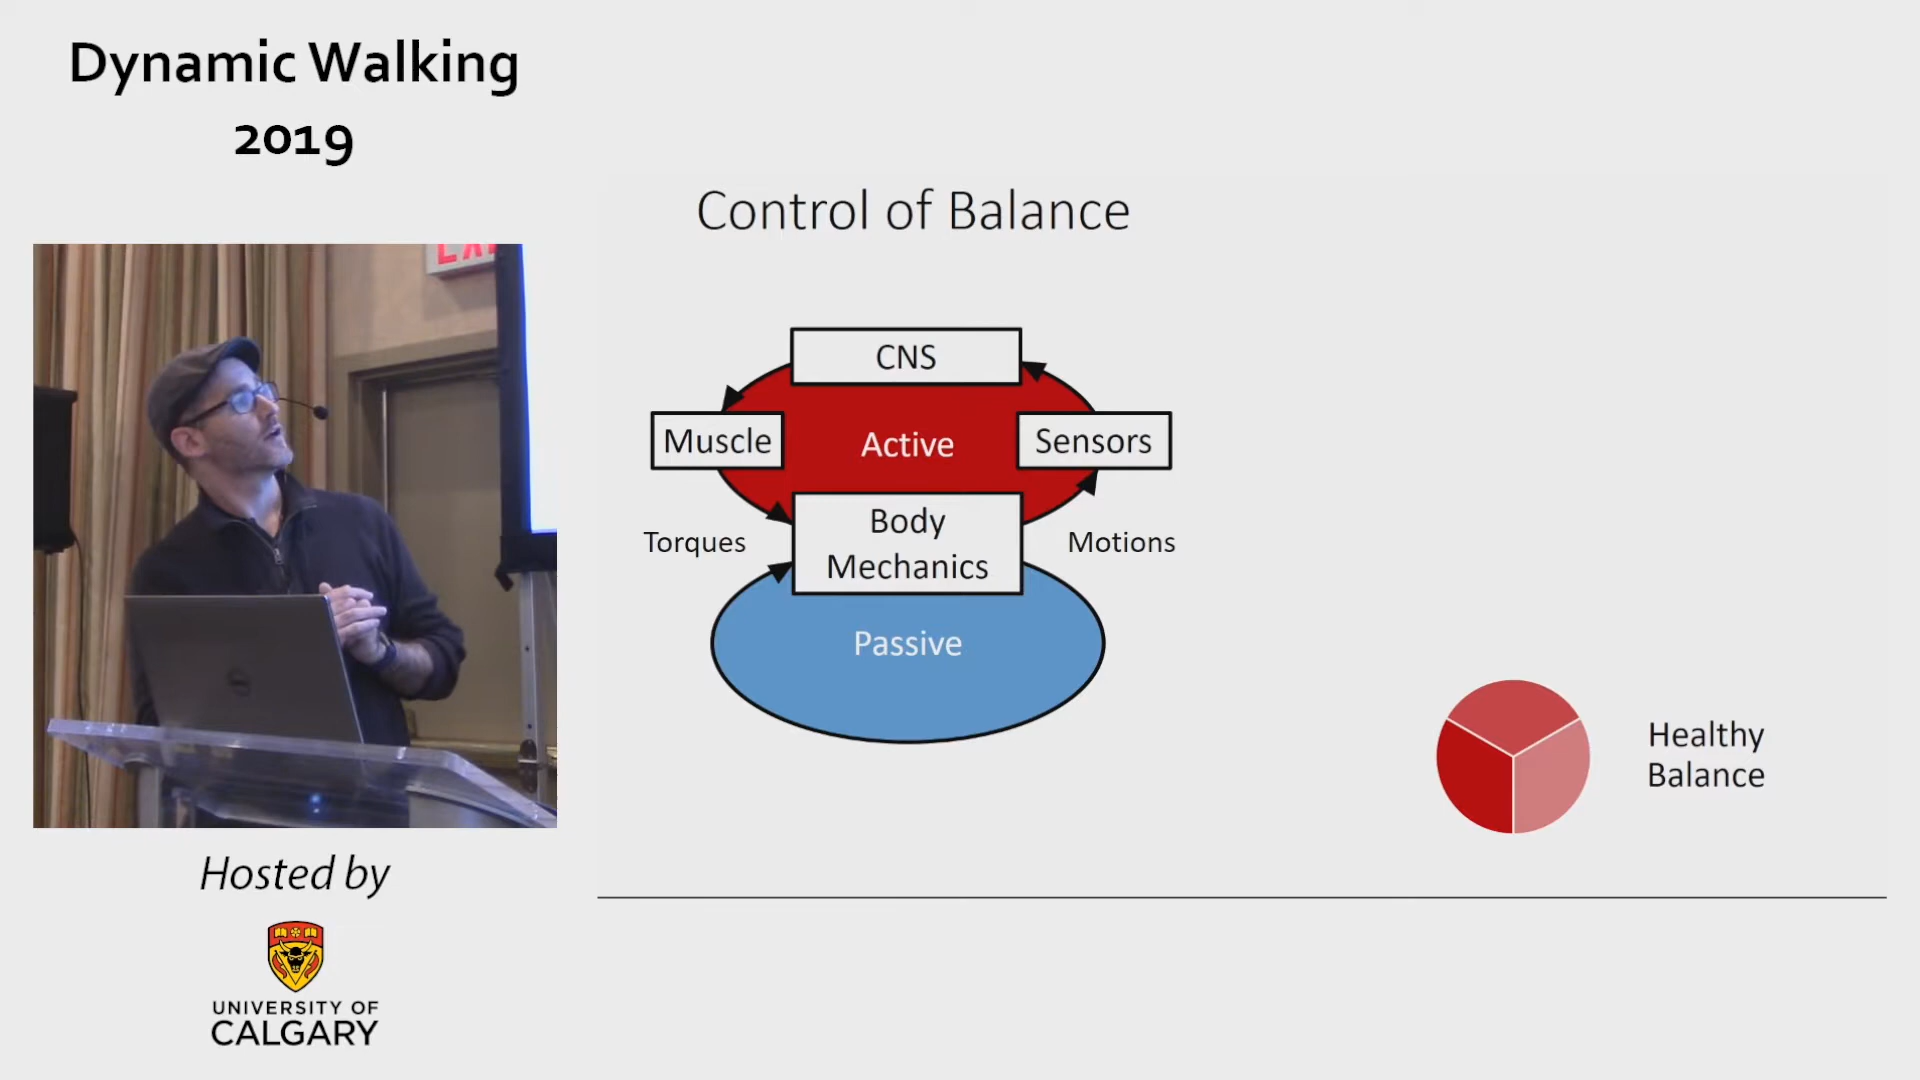 Dynamic Walking
2019
Control of Balance
CNS
Muscle
Active
Sensors
Body
Mechanics
Torques
Motions
Passive
Healthy
Balance
Hosted by
UNIVERSITY OF
CALGARY